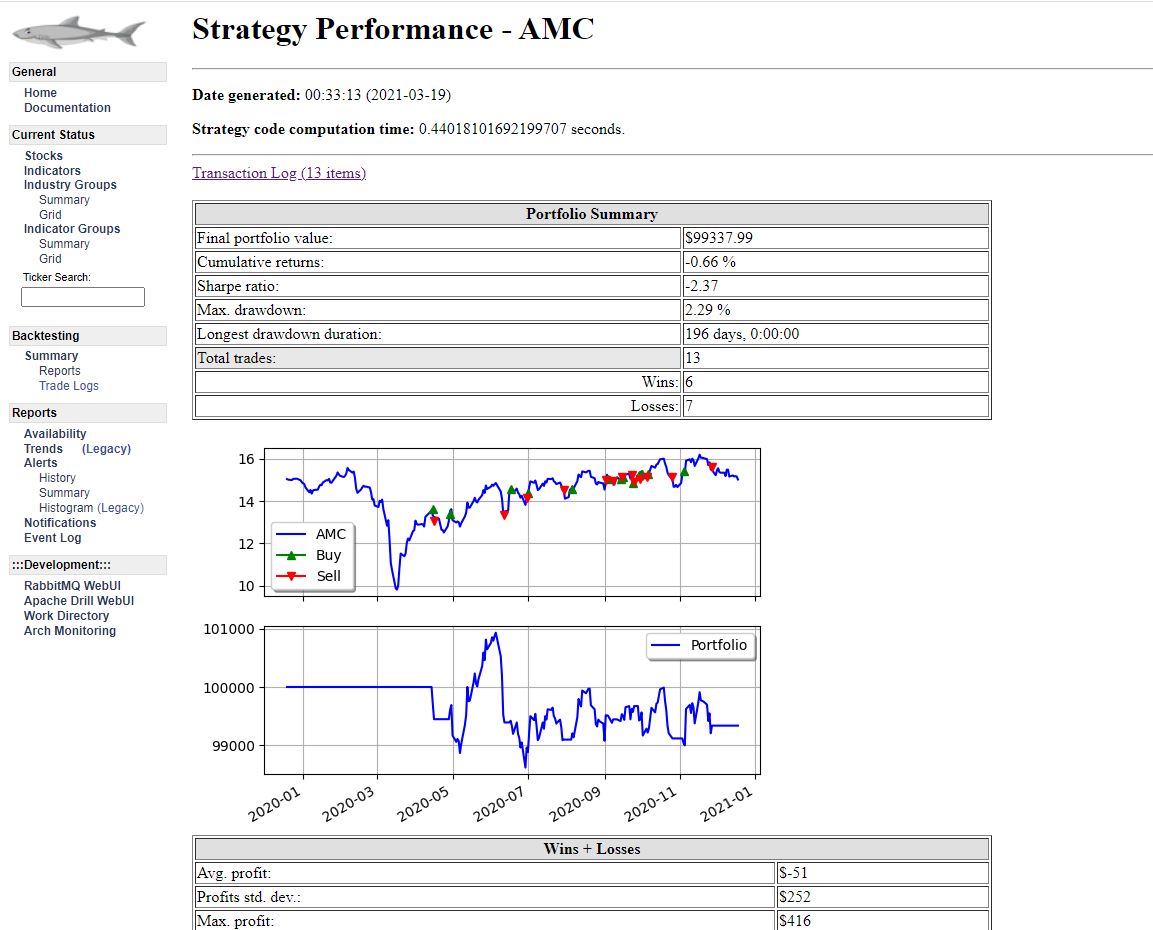 Strategy Performance - AMC
General
Home
Documentation
Current Status
Stocks
Indicators
Industry Groups
Summary
Grid
Indicator Groups
Summary
Grid
Ticker Search:
Backtesting
Summary
Reports
Trade Logs
Reports
Availability
Trends (Legacy)
Alerts
History
Summary
Histogram (Legacy)
Notifications
Event Log
:::Development:::
RabbitMQ WebUI
Apache Drill WebUI
Work Directory
Arch Monitoring
Date generated: 00:33:13 (2021-03-19)
Strategy code computation time: 0.44018101692199707 seconds.
Transaction Log (13 items)
Portfolio Summary
Final portfolio value: $99337.99
Cumulative returns: -0.66 %
Sharpe ratio: -2.37
Max. drawdown: 2.29 %
Longest drawdown duration: 196 days, 0:00:00
Total trades: 13
Wins: 6
Losses: 7
16
14
12
10
AMC
Buy
Sell
101000
100000
99000
Portfolio
2020-01 2020-03 2020-05 2020-07 2020-09 2020-11 2021-01
Wins + Losses
Avg. profit: $-51
Profits std. dev.: $252
Max. profit: $416